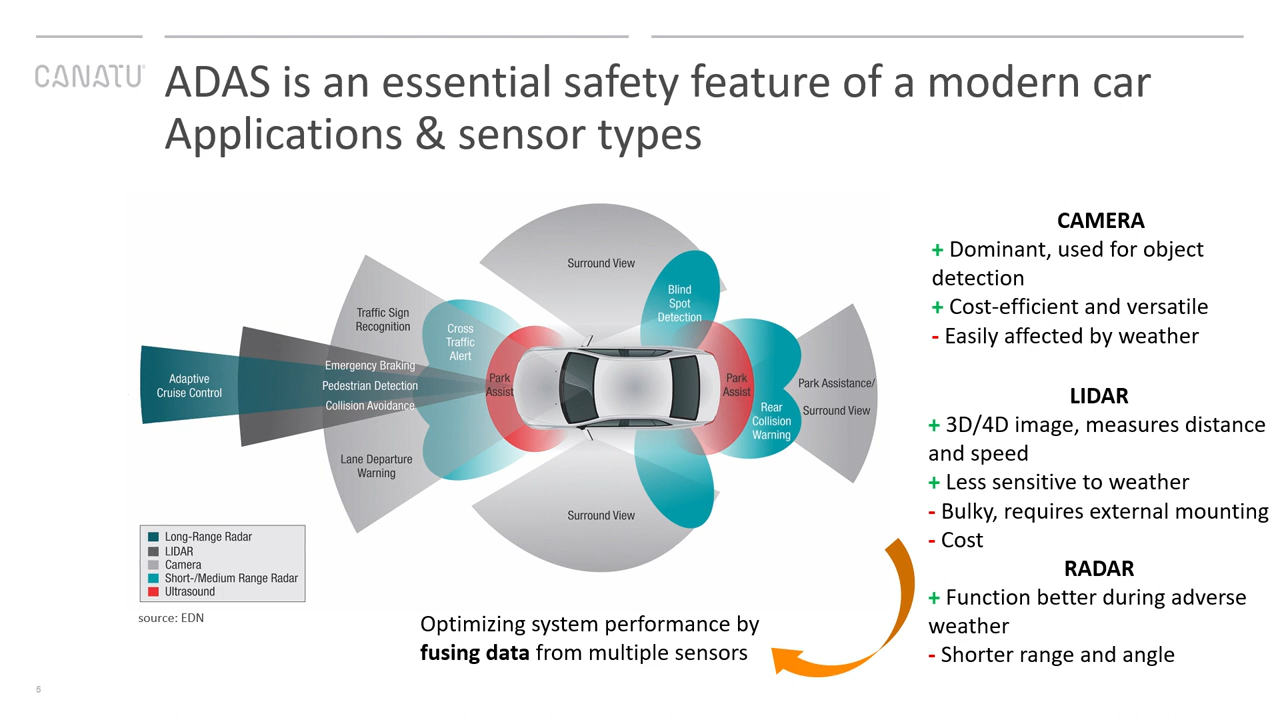 CANATU
ADAS is an essential safety feature of a modern car
Applications & sensor types
Surround View
Blind
Spot
Detection
Traffic Sign
Recognition
Cross
Traffic
Alert
Emergency Braking
Pedestrian Detection
Collision Avoidance
Adaptive
Cruise Control
Park
Assist
Park
Assist
Park Assistance/
Surround View
Rear
Collision
Warning
Lane Departure
Warning
Surround View
Long-Range Radar
LIDAR
Camera
Short-/Medium Range Radar
Ultrasound
source: EDN
CAMERA
+ Dominant, used for object
detection
+ Cost-efficient and versatile
- Easily affected by weather
LIDAR
+ 3D/4D image, measures distance
and speed
+ Less sensitive to weather
- Bulky, requires external mounting
- Cost
RADAR
+ Function better during adverse
weather
- Shorter range and angle
Optimizing system performance by
fusing data from multiple sensors